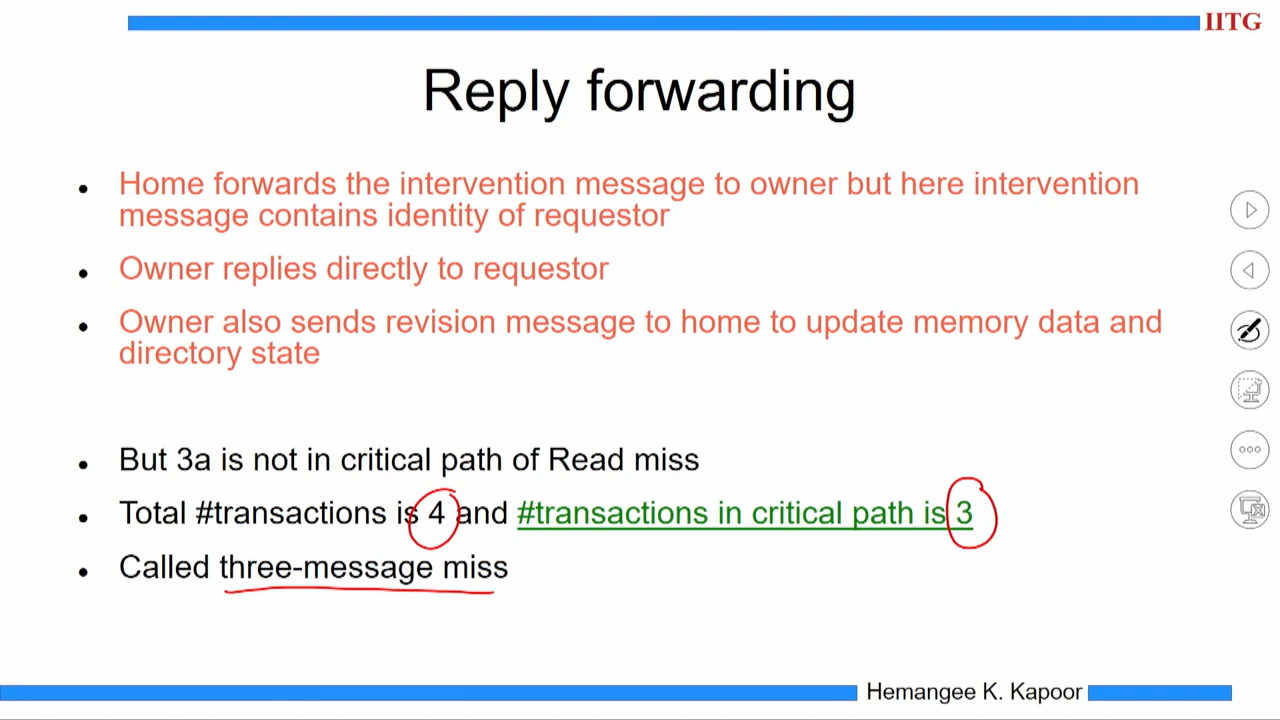 IITG
Reply forwarding
• Home forwards the intervention message to owner but here intervention
message contains identity of requestor
• Owner replies directly to requestor
• Owner also sends revision message to home to update memory data and
directory state
• But 3a is not in critical path of Read miss
• Total #transactions is 4 and #transactions in critical path is 3
• Called three-message miss
Hemangee K. Kapoor